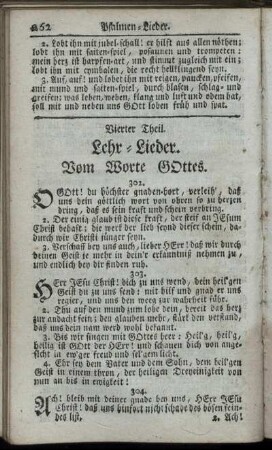 262 Psalmen-Lieder.
2. Lobt ihn mit jubel-schall! er hilft aus allen nöthen;
lobt ihn mit saiten-spiel, posaunen und trompeten;
mein herz ist harpfen-art, und stimmt zugleich mit ein;
lobt ihn mit cymbalen, die recht hellklingend seyn.
3. Auf, auf! und lobet ihn mit reigen, paucken, pfeifen,
mit mund und saiten-spiel, durch blasen, schlag- und
greifen; was leben, weben, klang und luft und odem hat,
soll mit und neben uns GOtt loben früh und spat.
Vierter Theil.
Lehr-Lieder.
Vom Worte GOttes.
302.
O GOtt! du höchster gnaden-hort, verleih', daß
uns dein göttlich wort von ohren so zu herzen
dring, daß es sein kraft und schein verbring.
2. Der einig glaub ist diese kraft, der steif an JEsum
Christ behaft; die werk der lieb seynd dieser schein, da-
durch wir Christi jünger seyn.
3. Verschaff bey uns auch, lieber HErr! daß wir durch
deinen Geist je mehr in dein'r erkänntniß nehmen zu,
und endlich bey dir finden ruh.
303.
HErr JEsu Christ! dich zu uns wend, dein heil'gen
Geist du zu uns send! mit hilf und gnad er uns
regier, und uns den weeg zur wahrheit führ.
2. Thu auf den mund zum lobe dein, bereit das herz
zur andacht fein; den glauben mehr, stärk den verstand,
daß uns dein nam werd wohl bekannt.
3. Bis wir singen mit GOttes heer: Heil'g, heil'g,
heilig ist GOtt der HErr! und schauen dich von ange-
sicht in ew'ger freud und sel'gem licht.
4. Ehr sey dem Vater und dem Sohn, dem heil'gen
Geist in einem thron, der heiligen Dreyeinigkeit von
nun an bis in ewigkeit!
304.
Ach! bleib mit deiner gnade bey uns, HErr JEsu
Christ! daß uns hinfort nicht schade des bösen fein-
des list,
2. Ach!